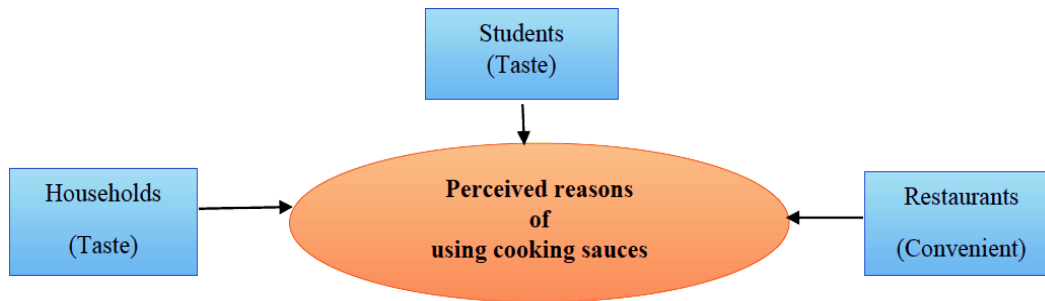 Students
(Taste)
Households
(Taste)
Perceived reasons
of
using cooking sauces
Restaurants
(Convenient)